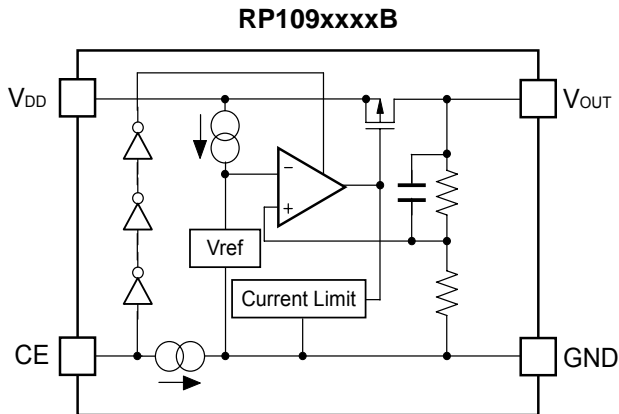 RP109xxxxB
VDD
VOUT
−
+
Vref
Current Limit
CE
GND